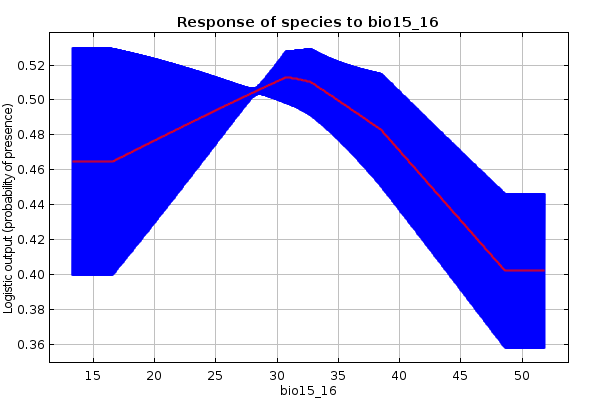 Response of species to bio15_16
Logistic output (probability of presence)
0.52
0.50
0.48
0.46
0.44
0.42
0.40
0.38
0.36
15 20 25 30 35 40 45 50
bio15_16